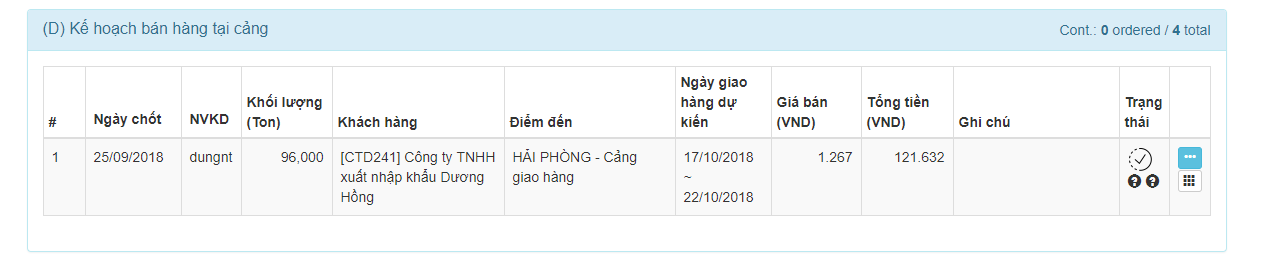 (D) Kế hoạch bán hàng tại cảng
Cont.: 0 ordered / 4 total
# Ngày chốt NVKD Khối lượng (Ton) Khách hàng Điểm đến Ngày giao hàng dự kiến Giá bán (VND) Tổng tiền (VND) Ghi chú Trạng thái
1 25/09/2018 dungnt 96,000 [CTD241] Công ty TNHH xuất nhập khẩu Dương Hồng HẢI PHÒNG - Cảng giao hàng 17/10/2018 ~ 22/10/2018 1.267 121.632